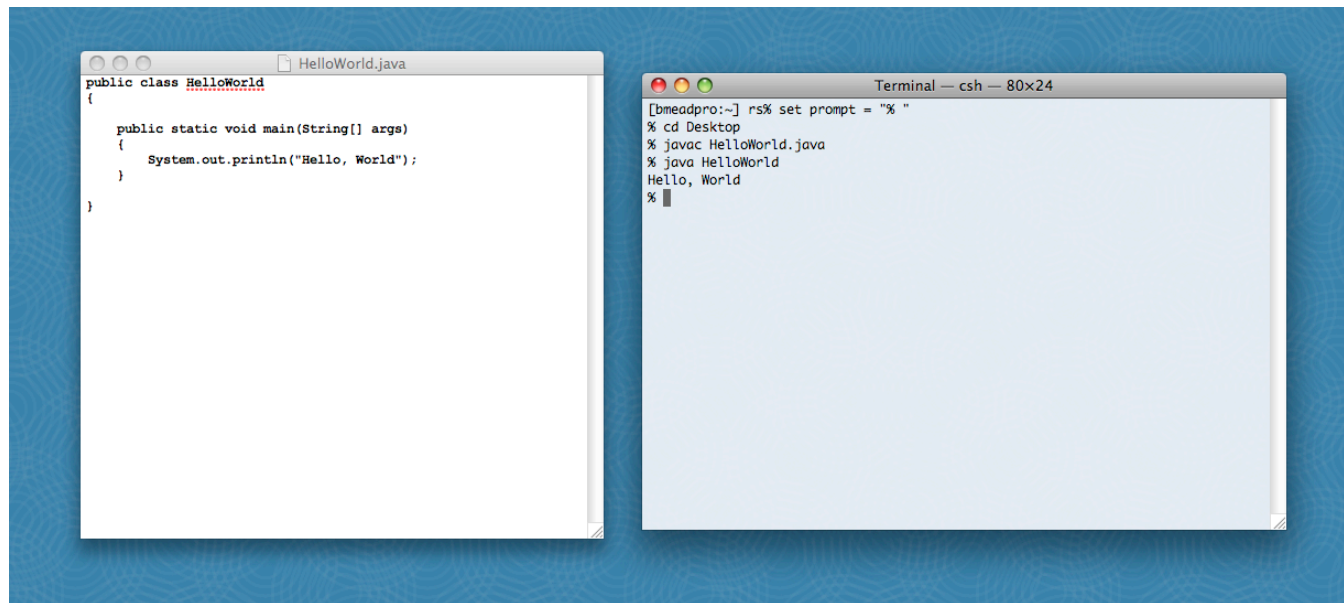 HelloWorld.java
public class HelloWorld
{
    public static void main(String[] args)
    {
        System.out.println("Hello, World");
    }
}
Terminal — csh — 80×24
[bmeadpro:~] rs% set prompt = "% "
% cd Desktop
% javac HelloWorld.java
% java HelloWorld
Hello, World
%